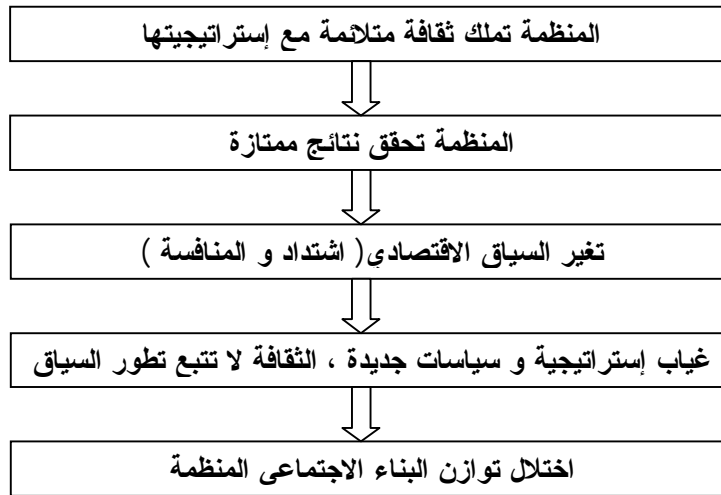 المنظمة تملك ثقافة متلائمة مع إستراتيجيتها
المنظمة تحقق نتائج ممتازة
تغير السياق الاقتصادي( اشتداد و المنافسة )
غياب إستراتيجية و سياسات جديدة ، الثقافة لا تتبع تطور السياق
اختلال توازن البناء الاجتماعي المنظمة